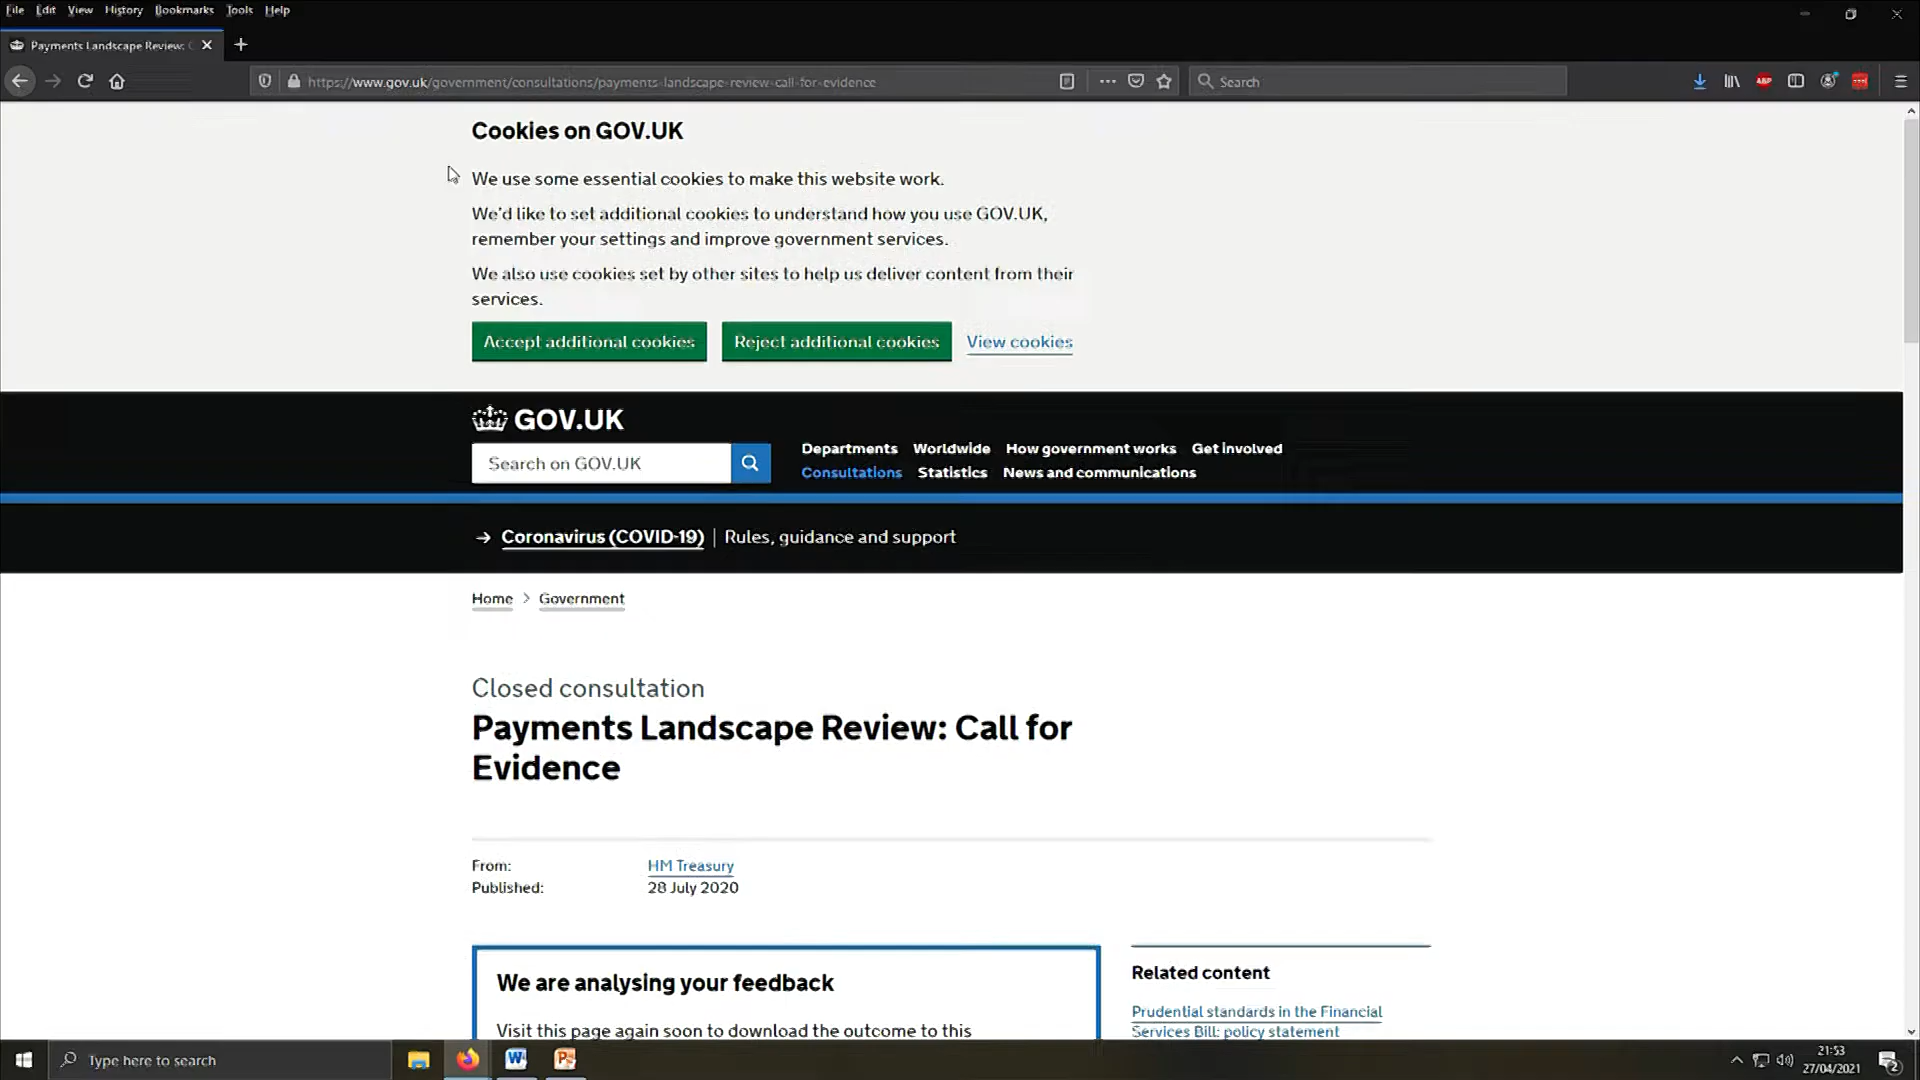 File Edit View History Bookmarks Tools Help
Payments Landscape Review: C
https://www.gov.uk/government/consultations/payments-landscape-review-call-for-evidence
Search
ABP
Cookies on GOV.UK
We use some essential cookies to make this website work.
We'd like to set additional cookies to understand how you use GOV.UK,
remember your settings and improve government services.
We also use cookies set by other sites to help us deliver content from their
services.
Accept additional cookies Reject additional cookies View cookies
GOV.UK
Search on GOV.UK
Departments Worldwide How government works Get involved
Consultations Statistics News and communications
→ Coronavirus (COVID-19) | Rules, guidance and support
Home > Government
Closed consultation
Payments Landscape Review: Call for
Evidence
From: HM Treasury
Published: 28 July 2020
We are analysing your feedback
Visit this page again soon to download the outcome to this
Related content
Prudential standards in the Financial
Services Bill: policy statement
Type here to search
21:53
27/04/2021
2